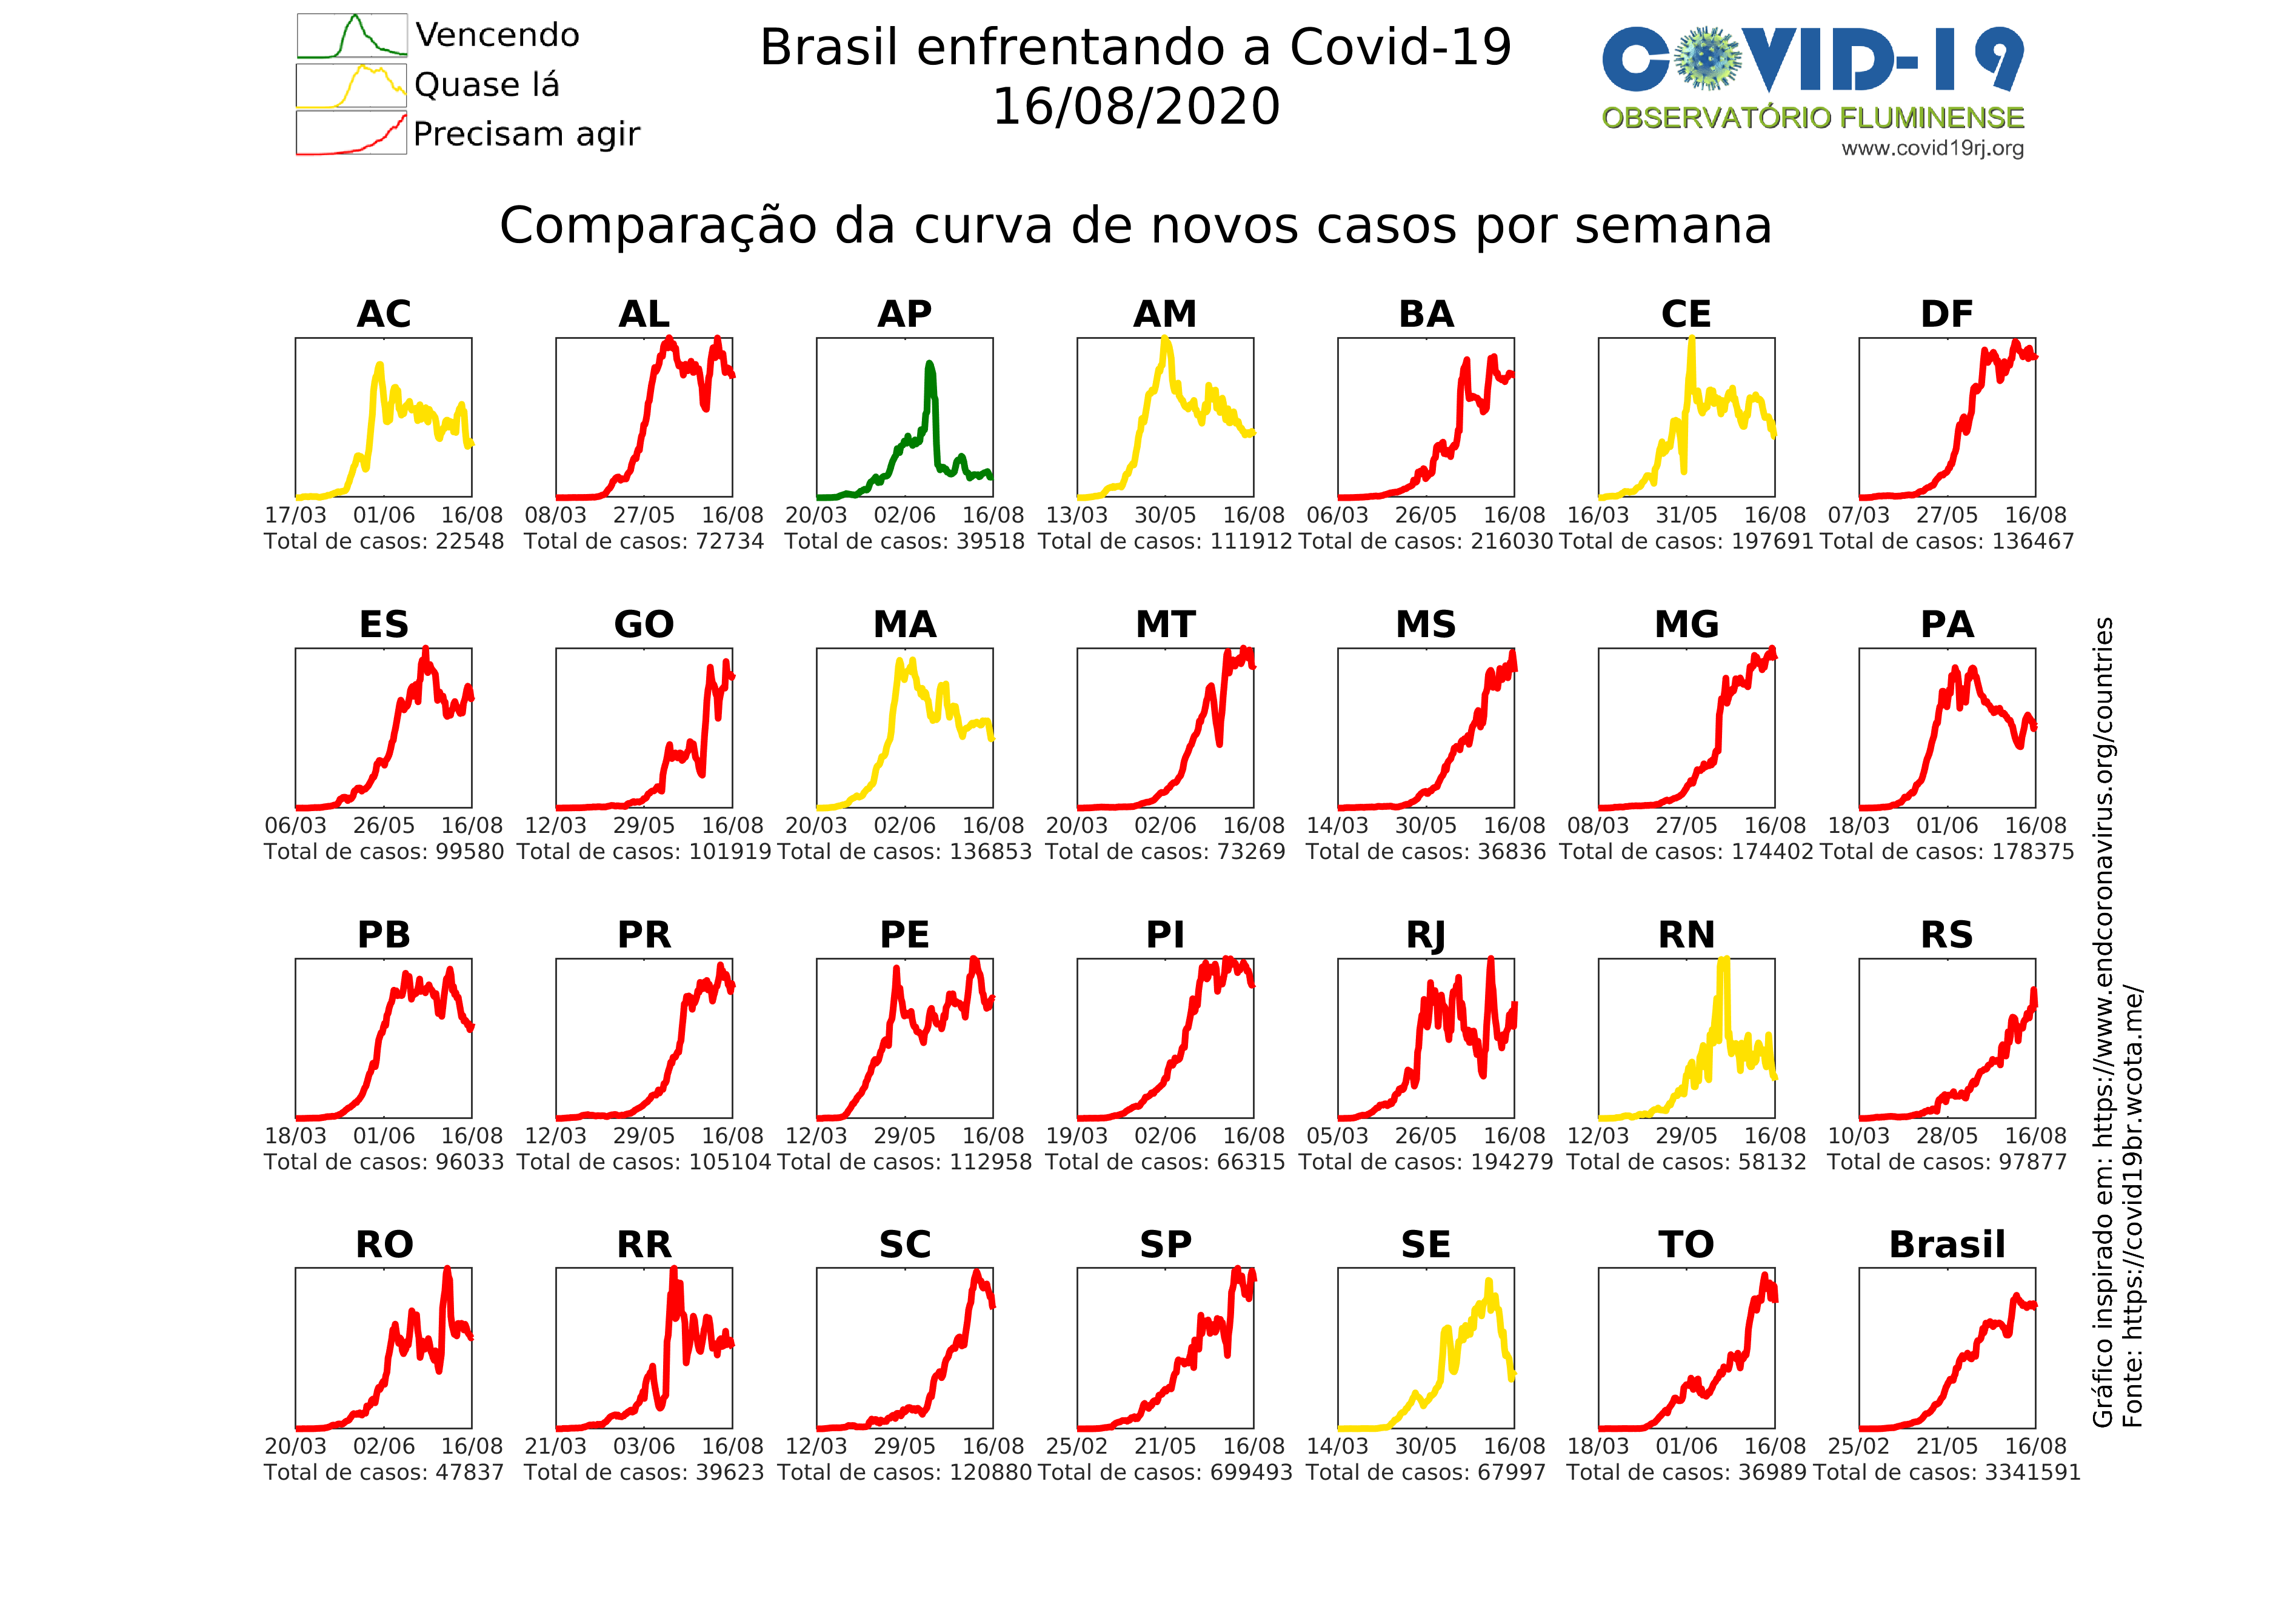 Vencendo
Quase lá
Precisam agir
Brasil enfrentando a Covid-19
16/08/2020
COVID-19
OBSERVATÓRIO FLUMINENSE
www.covid19rj.org
Comparação da curva de novos casos por semana
AC AL AP AM BA CE DF
17/03 01/06 16/08 08/03 27/05 16/08 20/03 02/06 16/08 13/03 30/05 16/08 06/03 26/05 16/08 16/03 31/05 16/08 07/03 27/05 16/08
Total de casos: 22548 Total de casos: 72734 Total de casos: 39518 Total de casos: 111912 Total de casos: 216030 Total de casos: 197691 Total de casos: 136467
ES GO MA MT MS MG PA
06/03 26/05 16/08 12/03 29/05 16/08 20/03 02/06 16/08 20/03 02/06 16/08 14/03 30/05 16/08 08/03 27/05 16/08 18/03 01/06 16/08
Total de casos: 99580 Total de casos: 101919 Total de casos: 136853 Total de casos: 73269 Total de casos: 36836 Total de casos: 174402 Total de casos: 178375
PB PR PE PI RJ RN RS
18/03 01/06 16/08 12/03 29/05 16/08 12/03 29/05 16/08 19/03 02/06 16/08 05/03 26/05 16/08 12/03 29/05 16/08 10/03 28/05 16/08
Total de casos: 96033 Total de casos: 105104 Total de casos: 112958 Total de casos: 66315 Total de casos: 194279 Total de casos: 58132 Total de casos: 97877
RO RR SC SP SE TO Brasil
20/03 02/06 16/08 21/03 03/06 16/08 12/03 29/05 16/08 25/02 21/05 16/08 14/03 30/05 16/08 18/03 01/06 16/08 25/02 21/05 16/08
Total de casos: 47837 Total de casos: 39623 Total de casos: 120880 Total de casos: 699493 Total de casos: 67997 Total de casos: 36989 Total de casos: 3341591
Gráfico inspirado em: https://www.endcoronavirus.org/countries
Fonte: https://covid19br.wcota.me/